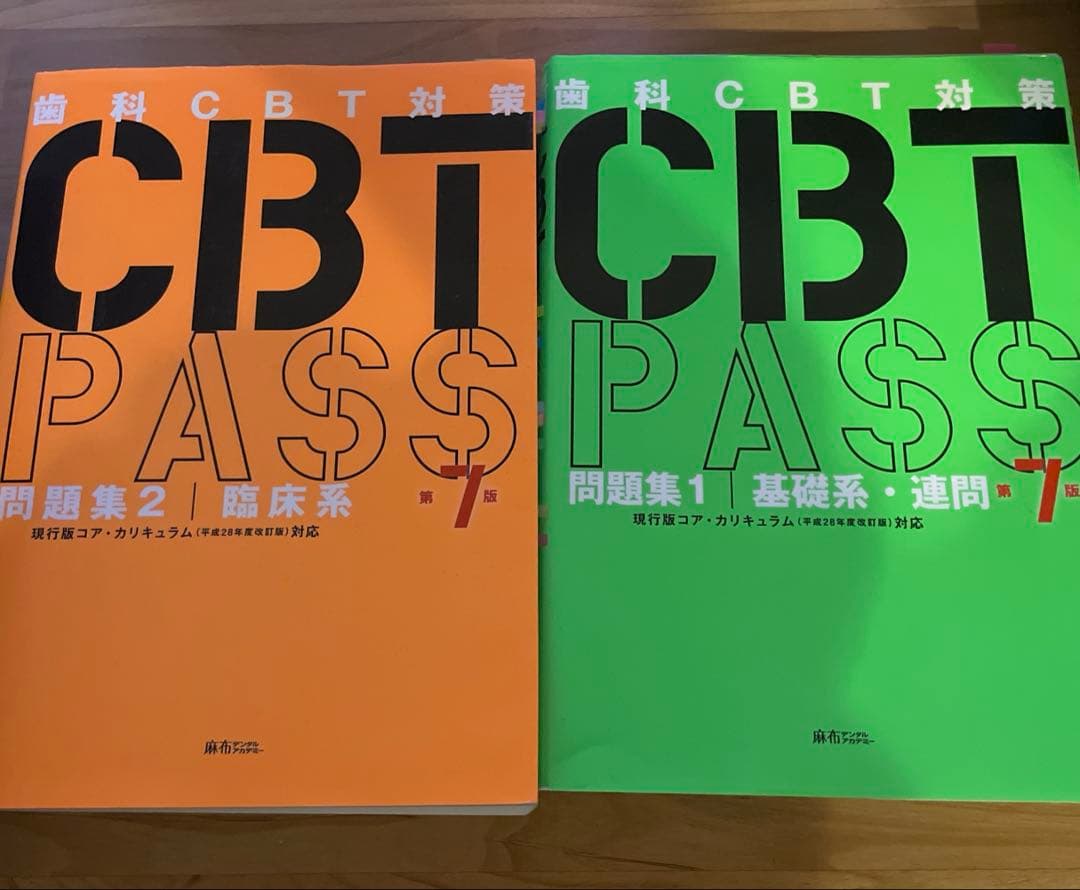 歯科CBT対策
CBT
PASS
問題集2|臨床系 第7版
現行版コア・カリキュラム(平成28年度改訂版)対応
麻布デンタルアカデミー
歯科CBT対策
CBT
PASS
問題集1|基礎系・連問 第7版
現行版コア・カリキュラム(平成28年度改訂版)対応
麻布デンタルアカデミー